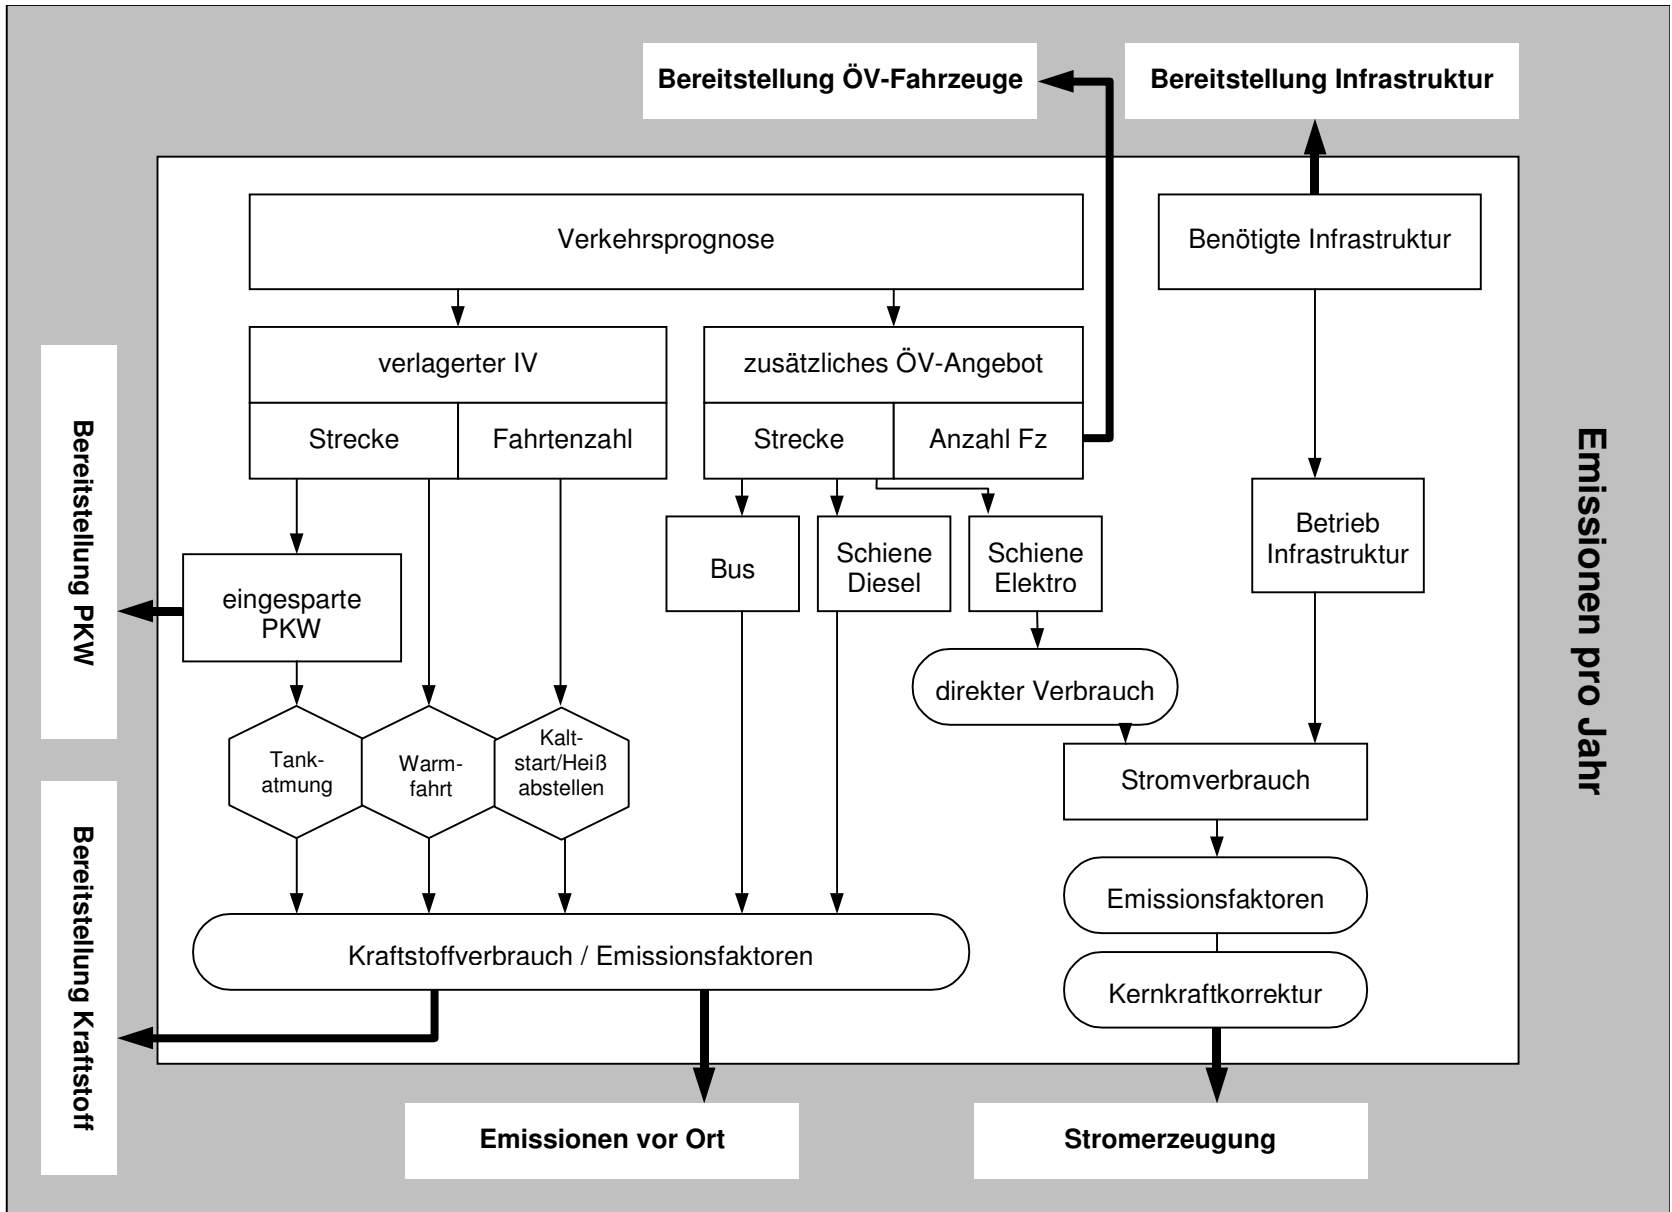 Bereitstellung ÖV-Fahrzeuge
Bereitstellung Infrastruktur
Verkehrsprognose
Benötigte Infrastruktur
verlagerter IV
zusätzliches ÖV-Angebot
Strecke
Fahrtenzahl
Strecke
Anzahl Fz
Bereitstellung PKW
Emissionen pro Jahr
eingesparte
PKW
Bus
Schiene
Diesel
Schiene
Elektro
Betrieb
Infrastruktur
direkter Verbrauch
Tank-
atmung
Warm-
fahrt
Kalt-
start/Heiß
abstellen
Stromverbrauch
Emissionsfaktoren
Kraftstoffverbrauch / Emissionsfaktoren
Kernkraftkorrektur
Bereitstellung Kraftstoff
Emissionen vor Ort
Stromerzeugung